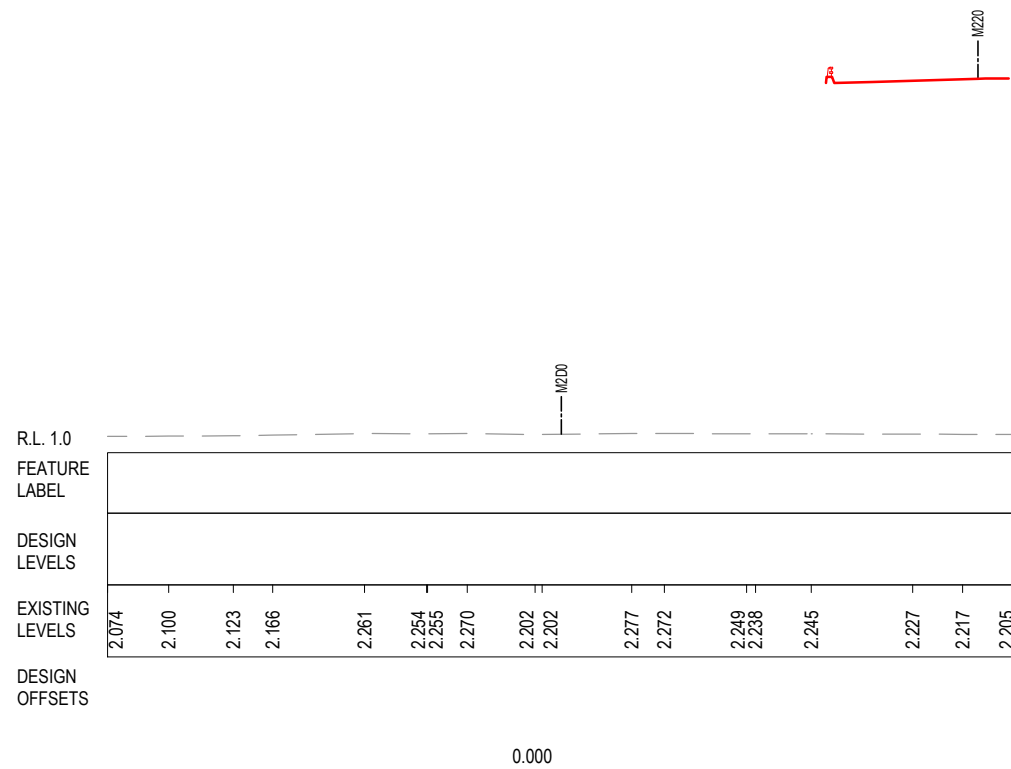 M220
M2D0
R.L. 1.0
FEATURE
LABEL
DESIGN
LEVELS
EXISTING
LEVELS
2.074
2.100
2.123
2.166
2.261
2.254
2.255
2.270
2.202
2.202
2.277
2.272
2.249
2.238
2.245
2.227
2.217
2.205
DESIGN
OFFSETS
0.000